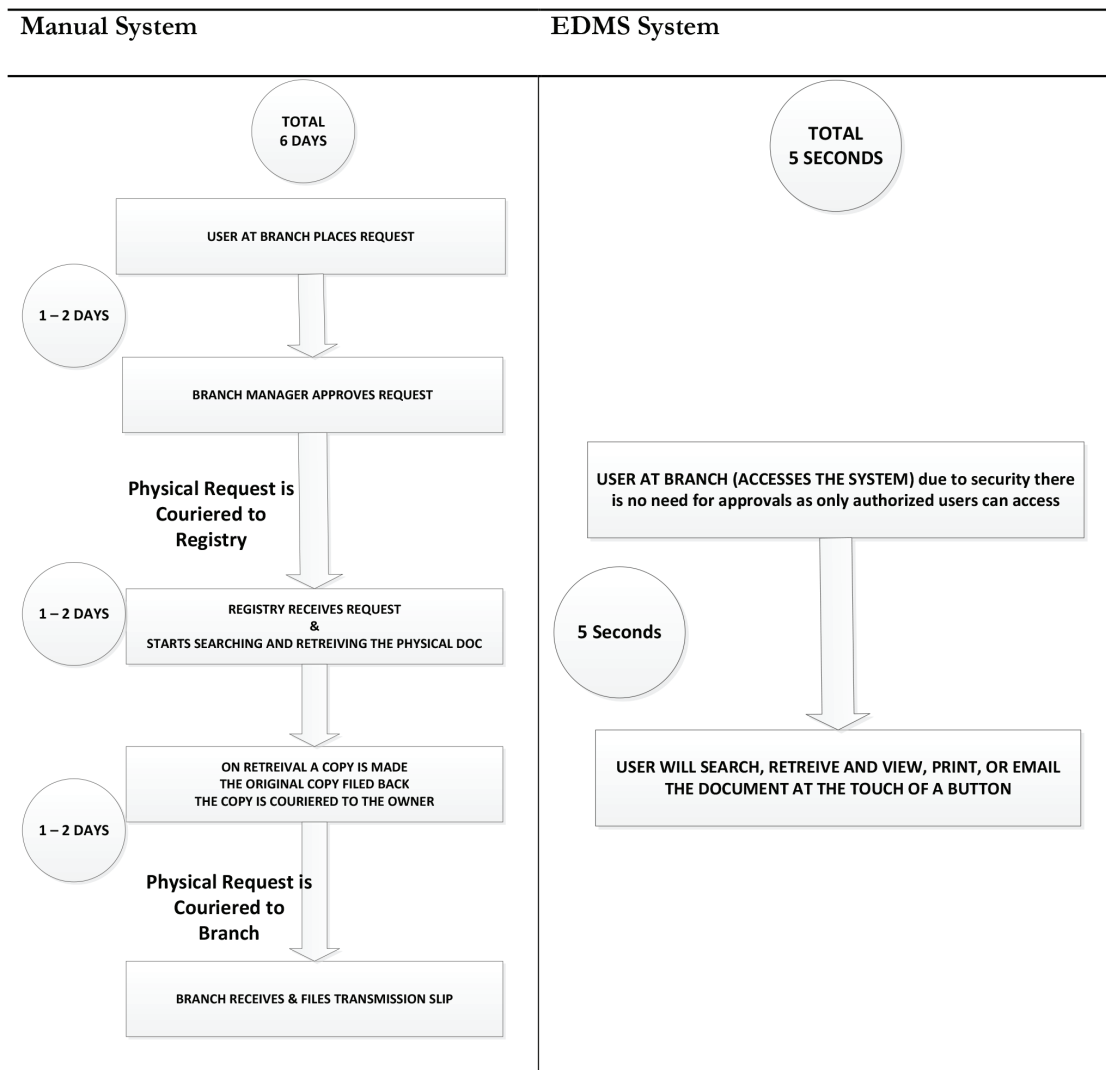 Manual System
EDMS System
TOTAL
6 DAYS
USER AT BRANCH PLACES REQUEST
1 – 2 DAYS
BRANCH MANAGER APPROVES REQUEST
Physical Request is
Couriered to
Registry
1 – 2 DAYS
REGISTRY RECEIVES REQUEST
&
STARTS SEARCHING AND RETREIVING THE PHYSICAL DOC
ON RETREIVAL A COPY IS MADE
THE ORIGINAL COPY FILED BACK
THE COPY IS COURIERED TO THE OWNER
1 – 2 DAYS
Physical Request is
Couriered to
Branch
BRANCH RECEIVES & FILES TRANSMISSION SLIP
TOTAL
5 SECONDS
USER AT BRANCH (ACCESSES THE SYSTEM) due to security there
is no need for approvals as only authorized users can access
5 Seconds
USER WILL SEARCH, RETREIVE AND VIEW, PRINT, OR EMAIL
THE DOCUMENT AT THE TOUCH OF A BUTTON